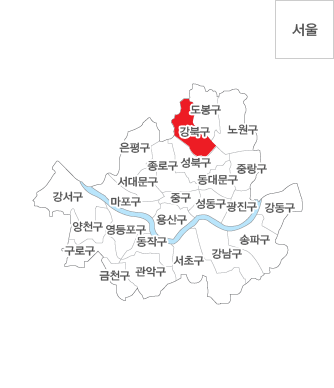 서울
도봉구
강북구
노원구
은평구
종로구
성북구
중랑구
서대문구
동대문구
강서구
마포구
중구
성동구
광진구
강동구
양천구
영등포구
용산구
동작구
송파구
구로구
서초구
강남구
금천구
관악구